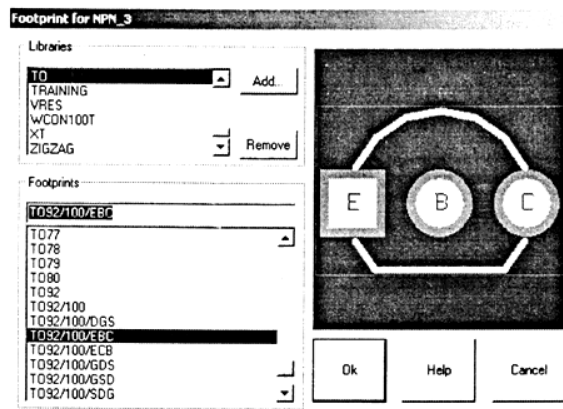 Footprint for NPN_3
Libraries
TO
TRAINING
VRES
WCON100T
XT
ZIGZAG
Add...
Remove
Footprints
TO92/100/EBC
TO77
TO78
TO79
TO80
TO92
TO92/100
TO92/100/DGS
TO92/100/EBC
TO92/100/ECB
TO92/100/GDS
TO92/100/GSD
TO92/100/SDG
E B C
Ok Help Cancel